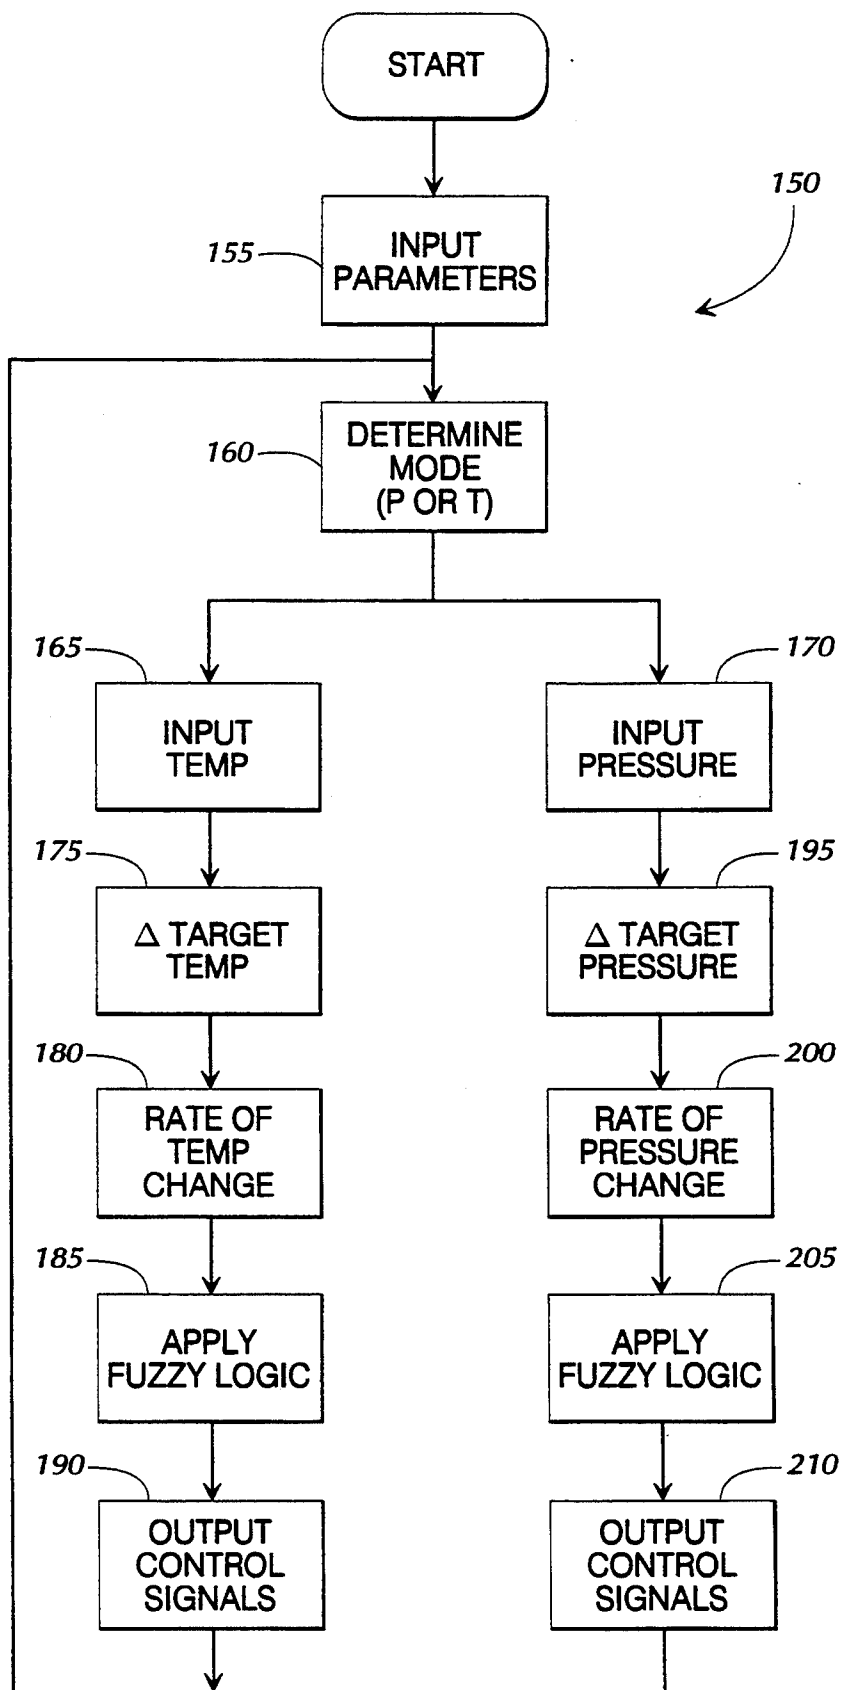 START
150
155
INPUT
PARAMETERS
160
DETERMINE
MODE
(P OR T)
165
INPUT
TEMP
170
INPUT
PRESSURE
175
Δ TARGET
TEMP
195
Δ TARGET
PRESSURE
180
RATE OF
TEMP
CHANGE
200
RATE OF
PRESSURE
CHANGE
185
APPLY
FUZZY LOGIC
205
APPLY
FUZZY LOGIC
190
OUTPUT
CONTROL
SIGNALS
210
OUTPUT
CONTROL
SIGNALS